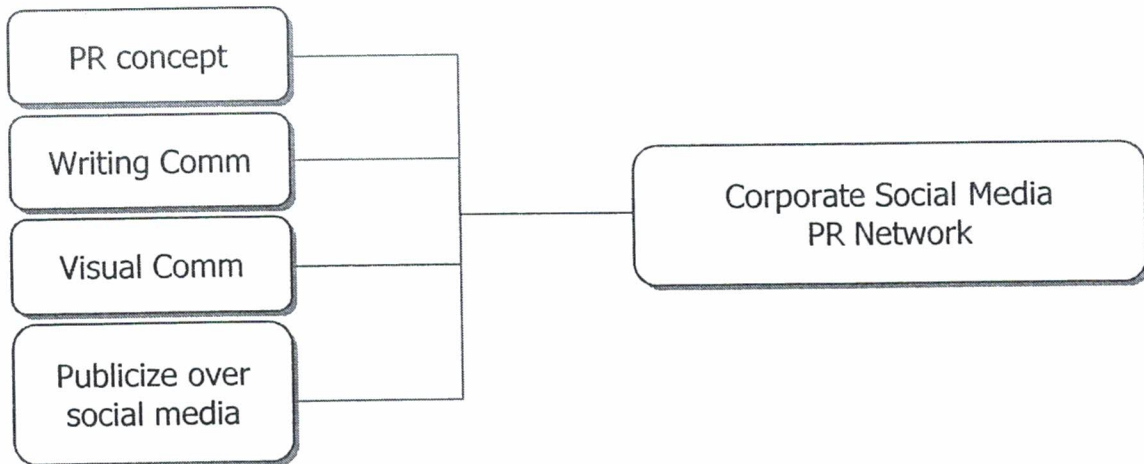 PR concept
Writing Comm
Visual Comm
Publicize over
social media
Corporate Social Media
PR Network